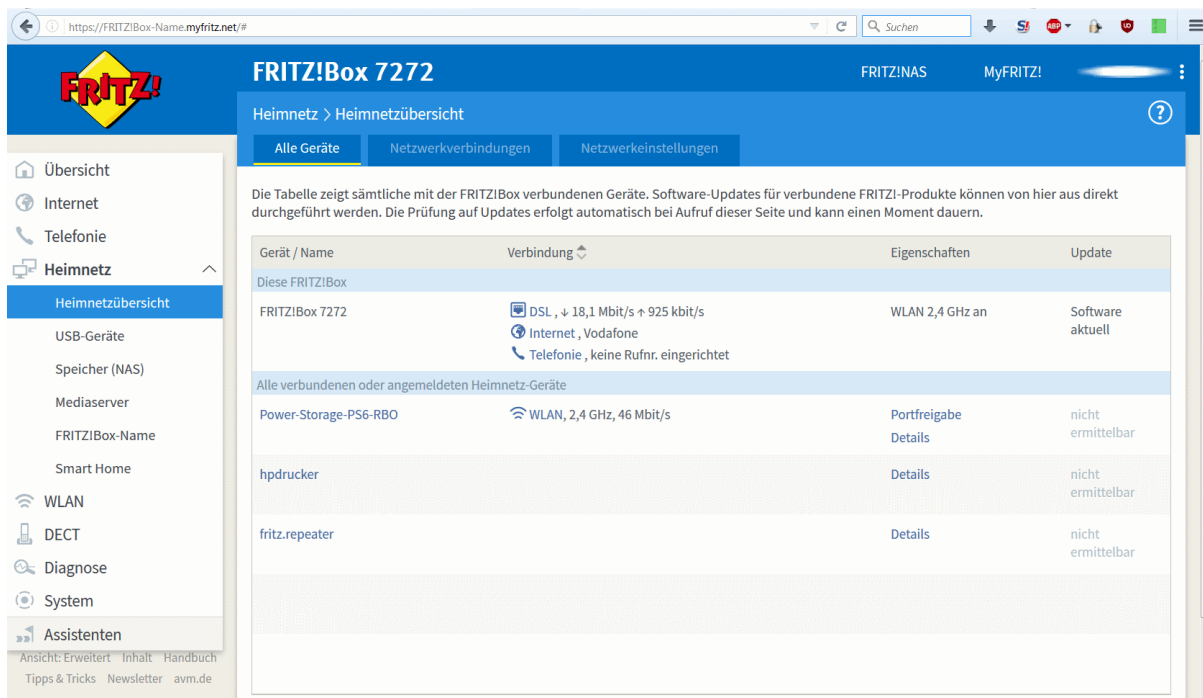 https://FRITZ!Box-Name.myfritz.net/#
Suchen
S!
ABP
FRITZ!
FRITZ!Box 7272
FRITZ!NAS
MyFRITZ!
Heimnetz > Heimnetzübersicht
?
Alle Geräte
Netzwerkverbindungen
Netzwerkeinstellungen
Übersicht
Internet
Telefonie
Heimnetz
Heimnetzübersicht
USB-Geräte
Speicher (NAS)
Mediaserver
FRITZ!Box-Name
Smart Home
WLAN
DECT
Diagnose
System
Assistenten
Ansicht: Erweitert Inhalt Handbuch
Tipps & Tricks Newsletter avm.de
Die Tabelle zeigt sämtliche mit der FRITZ!Box verbundenen Geräte. Software-Updates für verbundene FRITZ!-Produkte können von hier aus direkt
durchgeführt werden. Die Prüfung auf Updates erfolgt automatisch bei Aufruf dieser Seite und kann einen Moment dauern.
Gerät / Name Verbindung Eigenschaften Update
Diese FRITZ!Box
FRITZ!Box 7272
DSL , ↓ 18,1 Mbit/s ↑ 925 kbit/s
Internet , Vodafone
Telefonie , keine Rufnr. eingerichtet
WLAN 2,4 GHz an
Software
aktuell
Alle verbundenen oder angemeldeten Heimnetz-Geräte
Power-Storage-PS6-RBO
WLAN, 2,4 GHz, 46 Mbit/s
Portfreigabe
Details
nicht
ermittelbar
hpdrucker
Details
nicht
ermittelbar
fritz.repeater
Details
nicht
ermittelbar